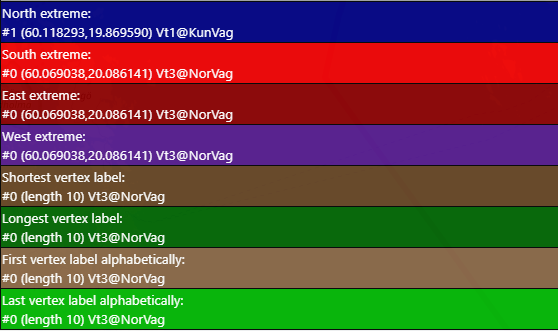 North extreme:
#1 (60.118293,19.869590) Vt1@KunVag
South extreme:
#0 (60.069038,20.086141) Vt3@NorVag
East extreme:
#0 (60.069038,20.086141) Vt3@NorVag
West extreme:
#0 (60.069038,20.086141) Vt3@NorVag
Shortest vertex label:
#0 (length 10) Vt3@NorVag
Longest vertex label:
#0 (length 10) Vt3@NorVag
First vertex label alphabetically:
#0 (length 10) Vt3@NorVag
Last vertex label alphabetically:
#0 (length 10) Vt3@NorVag